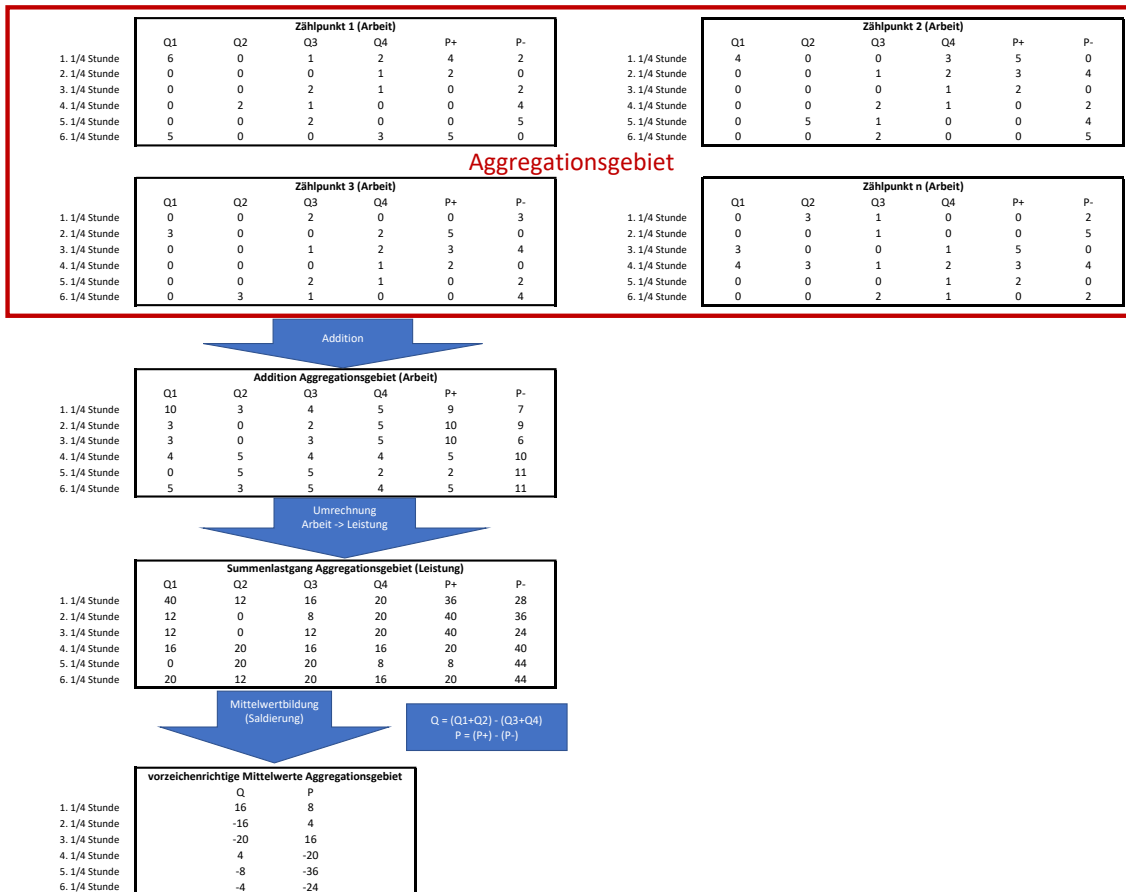 Zählpunkt 1 (Arbeit)
Q1 Q2 Q3 Q4 P+ P-
1. 1/4 Stunde 6 0 1 2 4 2
2. 1/4 Stunde 0 0 0 1 2 0
3. 1/4 Stunde 0 0 2 1 0 2
4. 1/4 Stunde 0 2 1 0 0 4
5. 1/4 Stunde 0 0 2 0 0 5
6. 1/4 Stunde 5 0 0 3 5 0
Zählpunkt 2 (Arbeit)
Q1 Q2 Q3 Q4 P+ P-
1. 1/4 Stunde 4 0 0 3 5 0
2. 1/4 Stunde 0 0 1 2 3 4
3. 1/4 Stunde 0 0 0 1 2 0
4. 1/4 Stunde 0 0 2 1 0 2
5. 1/4 Stunde 0 5 1 0 0 4
6. 1/4 Stunde 0 0 2 0 0 5
Aggregationsgebiet
Zählpunkt 3 (Arbeit)
Q1 Q2 Q3 Q4 P+ P-
1. 1/4 Stunde 0 0 2 0 0 3
2. 1/4 Stunde 3 0 0 2 5 0
3. 1/4 Stunde 0 0 1 2 3 4
4. 1/4 Stunde 0 0 0 1 2 0
5. 1/4 Stunde 0 0 2 1 0 2
6. 1/4 Stunde 0 3 1 0 0 4
Zählpunkt n (Arbeit)
Q1 Q2 Q3 Q4 P+ P-
1. 1/4 Stunde 0 3 1 0 0 2
2. 1/4 Stunde 0 0 1 0 0 5
3. 1/4 Stunde 3 0 0 1 5 0
4. 1/4 Stunde 4 3 1 2 3 4
5. 1/4 Stunde 0 0 0 1 2 0
6. 1/4 Stunde 0 0 2 1 0 2
Addition
Addition Aggregationsgebiet (Arbeit)
Q1 Q2 Q3 Q4 P+ P-
1. 1/4 Stunde 10 3 4 5 9 7
2. 1/4 Stunde 3 0 2 5 10 9
3. 1/4 Stunde 3 0 3 5 10 6
4. 1/4 Stunde 4 5 4 4 5 10
5. 1/4 Stunde 0 5 5 2 2 11
6. 1/4 Stunde 5 3 5 4 5 11
Umrechnung
Arbeit -> Leistung
Summenlastgang Aggregationsgebiet (Leistung)
Q1 Q2 Q3 Q4 P+ P-
1. 1/4 Stunde 40 12 16 20 36 28
2. 1/4 Stunde 12 0 8 20 40 36
3. 1/4 Stunde 12 0 12 20 40 24
4. 1/4 Stunde 16 20 16 16 20 40
5. 1/4 Stunde 0 20 20 8 8 44
6. 1/4 Stunde 20 12 20 16 20 44
Mittelwertbildung
(Saldierung)
Q = (Q1+Q2) - (Q3+Q4)
P = (P+) - (P-)
vorzeichenrichtige Mittelwerte Aggregationsgebiet
Q P
1. 1/4 Stunde 16 8
2. 1/4 Stunde -16 4
3. 1/4 Stunde -20 16
4. 1/4 Stunde 4 -20
5. 1/4 Stunde -8 -36
6. 1/4 Stunde -4 -24